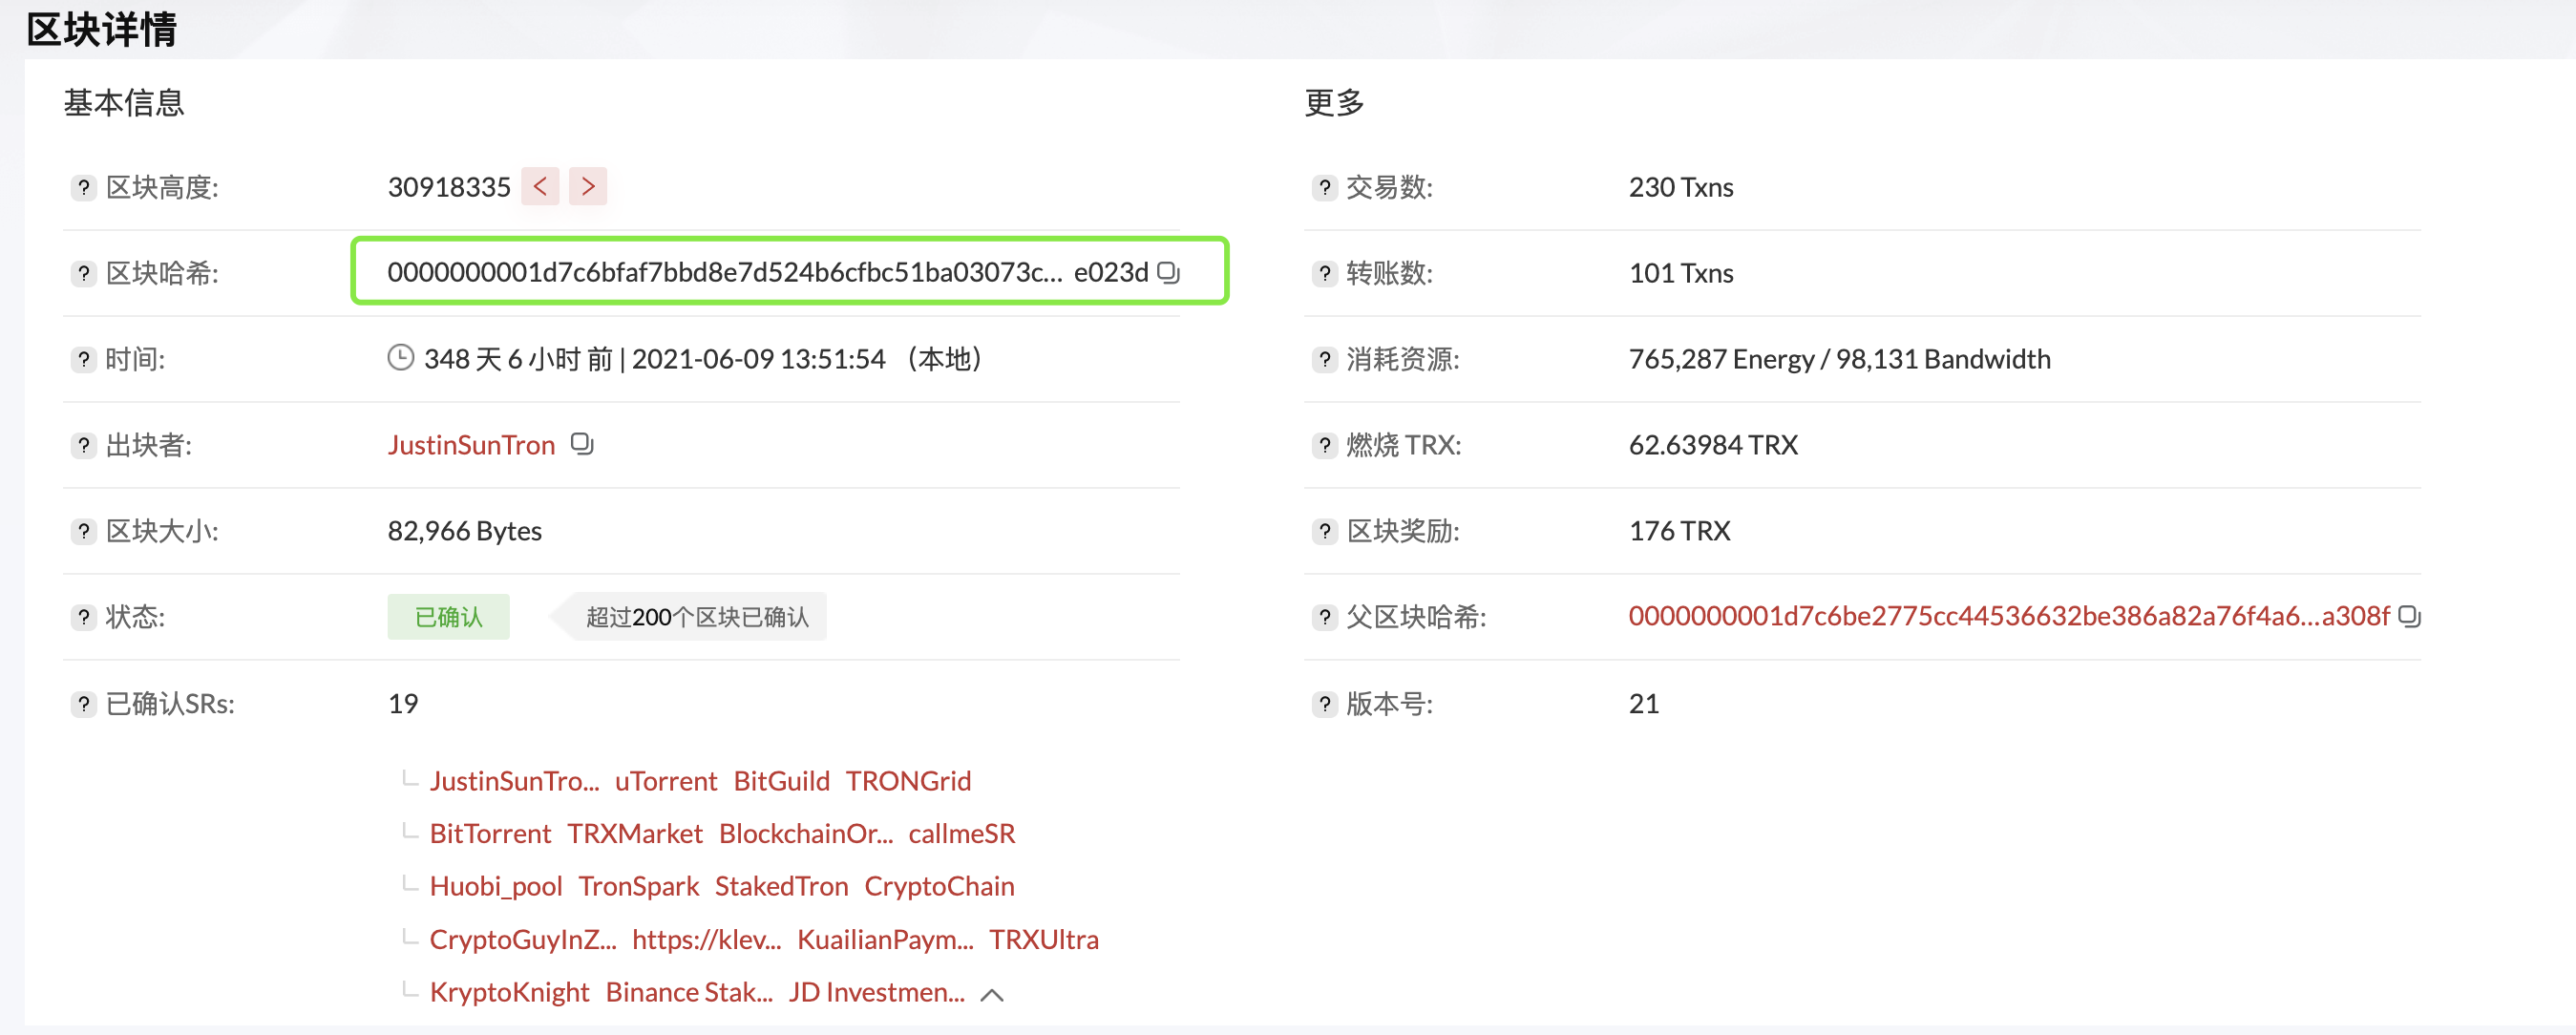 区块详情
基本信息
? 区块高度: 30918335 < >
? 区块哈希: 0000000001d7c6bfaf7bbd8e7d524b6cfbc51ba03073c... e023d
? 时间: 348 天 6 小时 前 | 2021-06-09 13:51:54 （本地）
? 出块者: JustinSunTron
? 区块大小: 82,966 Bytes
? 状态: 已确认 超过200个区块已确认
? 已确认SRs: 19
JustinSunTro... uTorrent BitGuild TRONGrid
BitTorrent TRXMarket BlockchainOr... callmeSR
Huobi_pool TronSpark StakedTron CryptoChain
CryptoGuyInZ... https://klev... KuailianPaym... TRXUltra
KryptoKnight Binance Stak... JD Investmen...
更多
? 交易数: 230 Txns
? 转账数: 101 Txns
? 消耗资源: 765,287 Energy / 98,131 Bandwidth
? 燃烧 TRX: 62.63984 TRX
? 区块奖励: 176 TRX
? 父区块哈希: 0000000001d7c6be2775cc44536632be386a82a76f4a6...a308f
? 版本号: 21